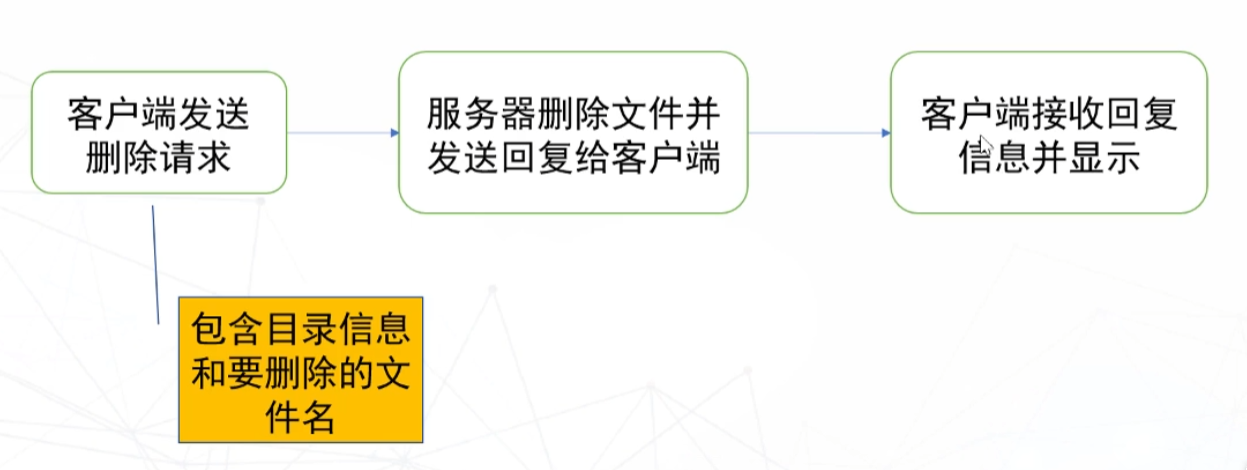 客户端发送
删除请求
服务器删除文件并
发送回复给客户端
客户端接收回复
信息并显示
包含目录信息
和要删除的文
件名